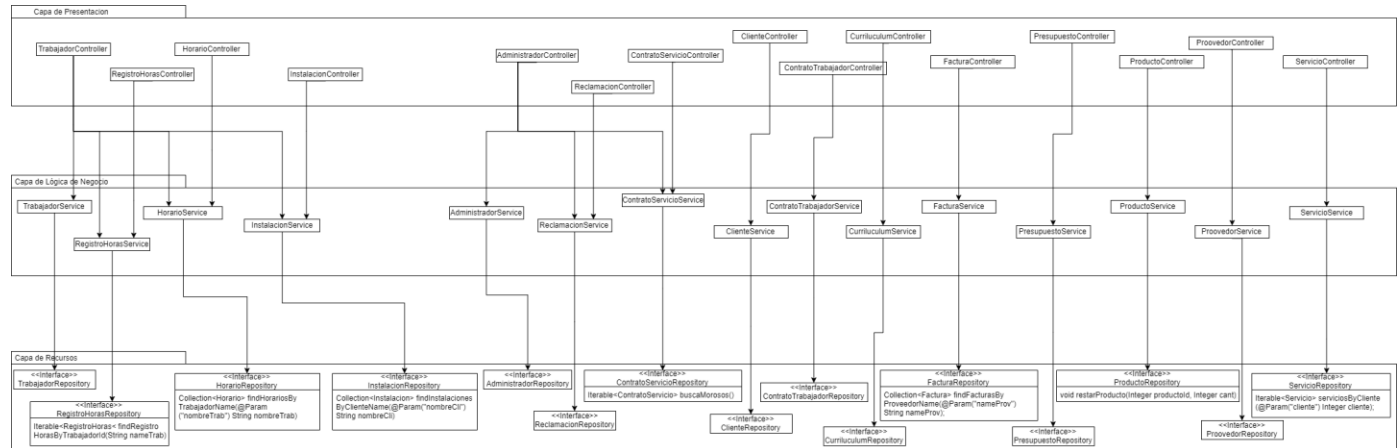 Capa de Presentacion
TrabajadorController
HorarioController
RegistroHorasController
InstalacionController
AdministradorController
ContratoServicioController
ReclamacionController
ClienteController
CurriluculumController
ContratoTrabajadorController
FacturaController
PresupuestoController
ProovedorController
ProductoController
ServicioController
Capa de Lógica de Negocio
TrabajadorService
HorarioService
RegistroHorasService
InstalacionService
AdministradorService
ReclamacionService
ContratoServicioService
ClienteService
ContratoTrabajadorService
CurriluculumService
FacturaService
PresupuestoService
ProductoService
ProovedorService
ServicioService
Capa de Recursos
<<Interface>>
TrabajadorRepository
<<Interface>>
RegistroHorasRepository
Iterable<RegistroHoras< findRegistro
HorasByTrabajadorId(String nameTrab)
<<Interface>>
HorarioRepository
Collection<Horario> findHorariosBy
TrabajadorName(@Param
("nombreTrab") String nombreTrab)
<<Interface>>
InstalacionRepository
Collection<Instalacion> findInstalaciones
ByClienteName(@Param("nombreCli")
String nombreCli)
<<Interface>>
AdministradorRepository
<<Interface>>
ReclamacionRepository
<<Interface>>
ContratoServicioRepository
Iterable<ContratoServicio> buscaMorosos()
<<Interface>>
ClienteRepository
<<Interface>>
ContratoTrabajadorRepository
<<Interface>>
CurriluculumRepository
<<Interface>>
FacturaRepository
Collection<Factura> findFacturasBy
ProveedorName(@Param("nameProv")
String nameProv);
<<Interface>>
PresupuestoRepository
<<Interface>>
ProductoRepository
void restarProducto(Integer productoId, Integer cant)
<<Interface>>
ProovedorRepository
<<Interface>>
ServicioRepository
Iterable<Servicio> serviciosByCliente
(@Param("cliente") Integer cliente);